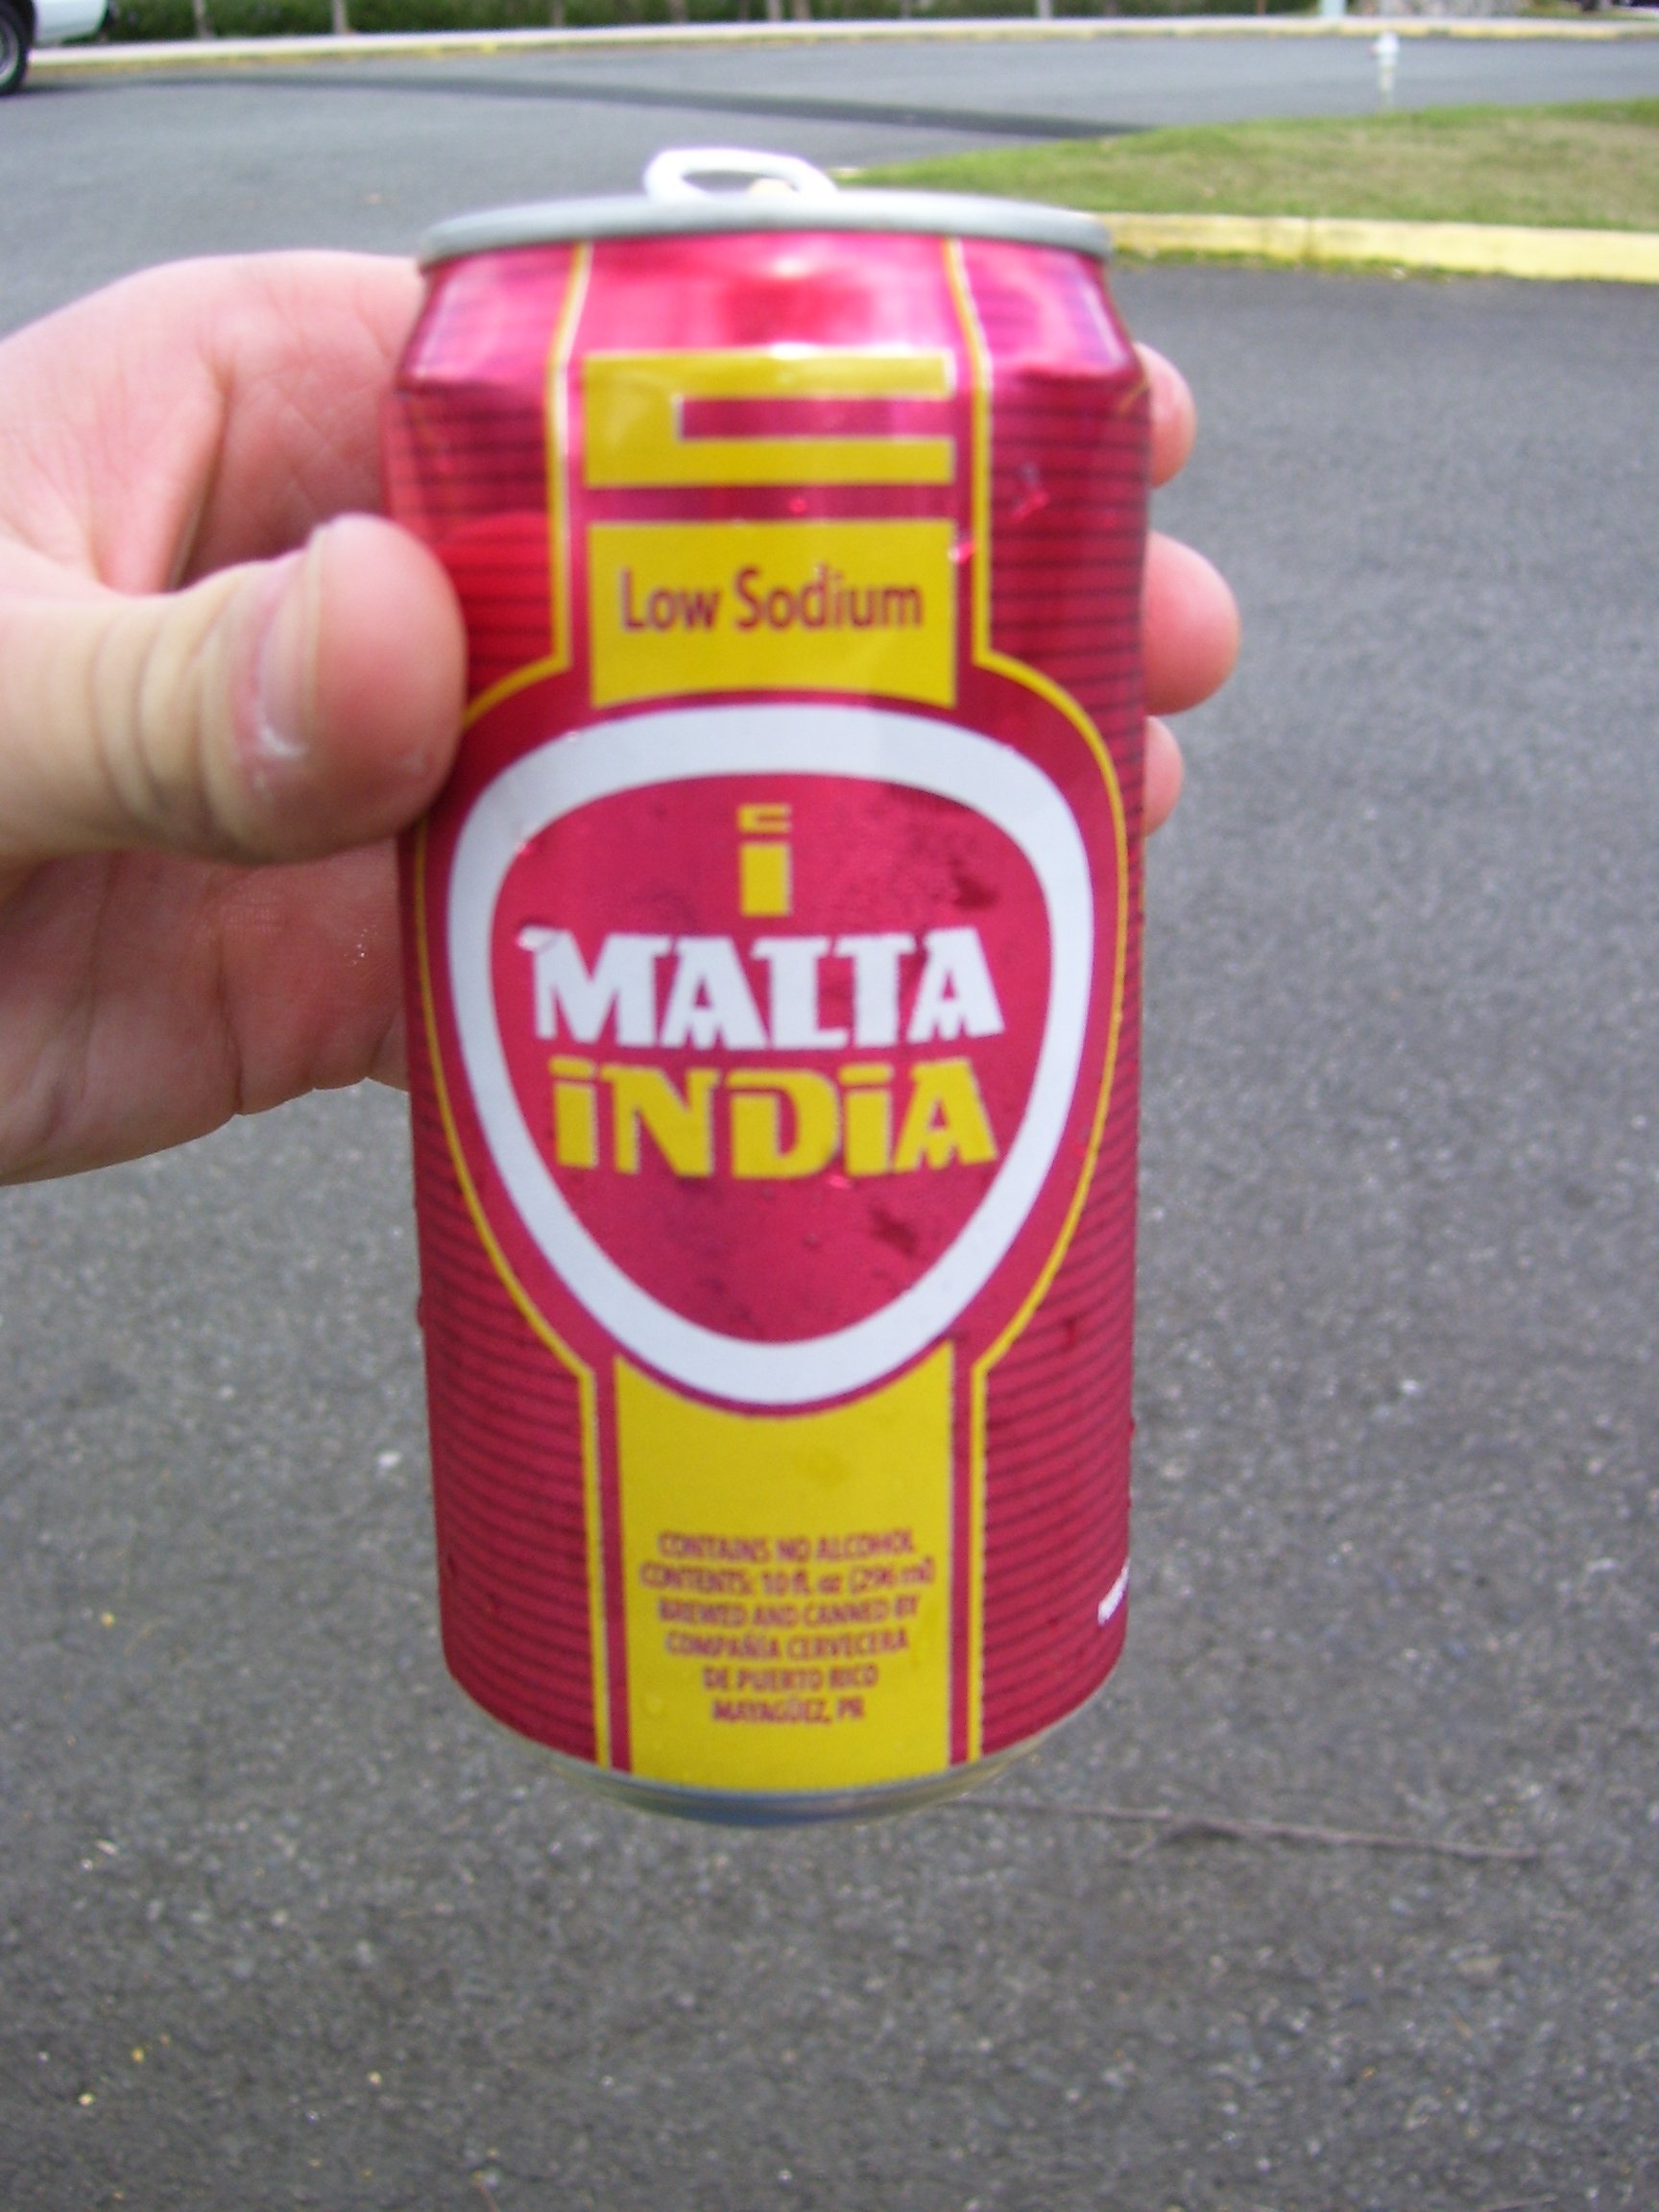 Low Sodium
i
MALTA
iNDiA
CONTAINS NO ALCOHOL
CONTENTS: 10 fl. oz (296 ml)
BREWED AND CANNED BY
COMPAÑÍA CERVECERA
DE PUERTO RICO
MAYAGÜEZ, PR